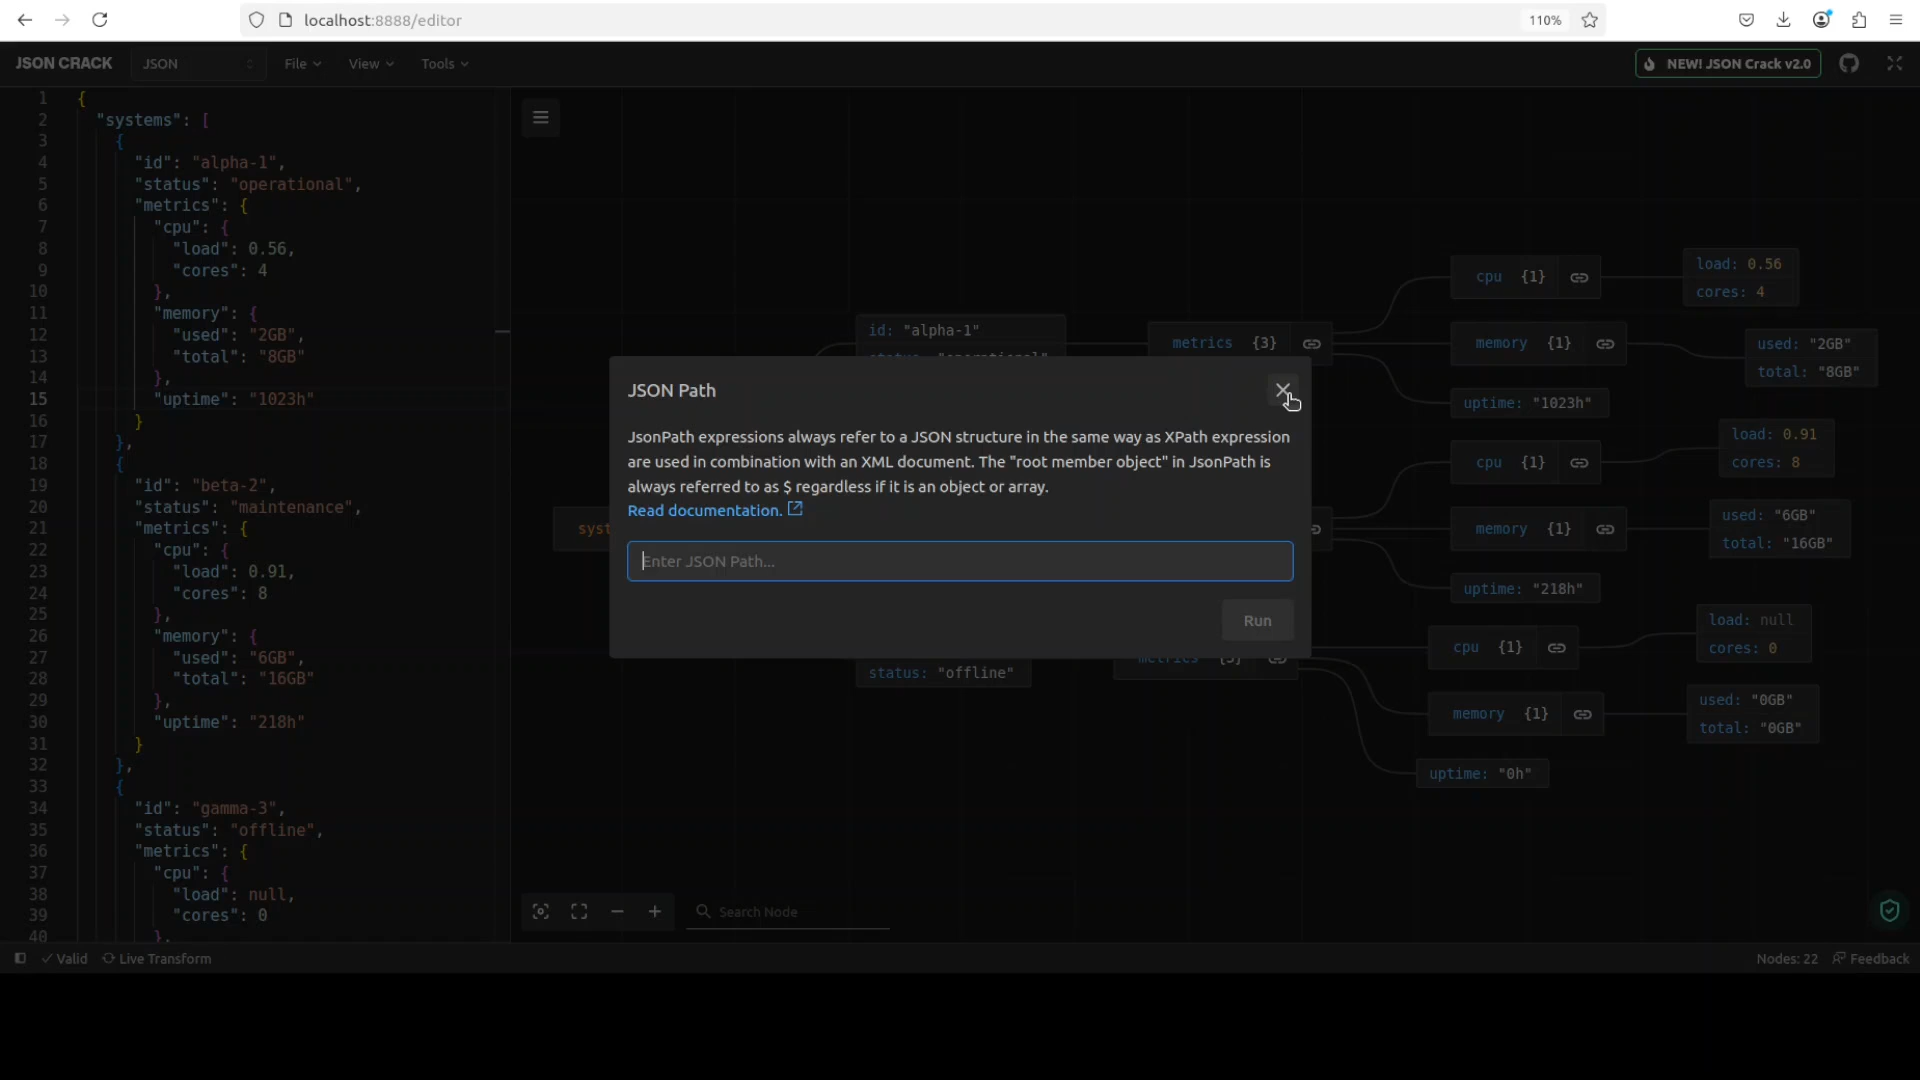 localhost:8888/editor
110%
JSON CRACK
JSON
File
View
Tools
NEW! JSON Crack v2.0
1 {
2 "systems": [
3 {
4 "id": "alpha-1",
5 "status": "operational",
6 "metrics": {
7 "cpu": {
8 "load": 0.56,
9 "cores": 4
10 },
11 "memory": {
12 "used": "2GB",
13 "total": "8GB"
14 },
15 "uptime": "1023h"
16 }
17 },
18 {
19 "id": "beta-2",
20 "status": "maintenance",
21 "metrics": {
22 "cpu": {
23 "load": 0.91,
24 "cores": 8
25 },
26 "memory": {
27 "used": "6GB",
28 "total": "16GB"
29 },
30 "uptime": "218h"
31 }
32 },
33 {
34 "id": "gamma-3",
35 "status": "offline",
36 "metrics": {
37 "cpu": {
38 "load": null,
39 "cores": 0
40 },
id: "alpha-1"
status: "operational"
metrics {3}
cpu {1}
load: 0.56
cores: 4
memory {1}
used: "2GB"
total: "8GB"
uptime: "1023h"
syst
cpu {1}
load: 0.91
cores: 8
memory {1}
used: "6GB"
total: "16GB"
uptime: "218h"
status: "offline"
metrics {3}
cpu {1}
load: null
cores: 0
memory {1}
used: "0GB"
total: "0GB"
uptime: "0h"
JSON Path
JsonPath expressions always refer to a JSON structure in the same way as XPath expression
are used in combination with an XML document. The "root member object" in JsonPath is
always referred to as $ regardless if it is an object or array.
Read documentation.
Enter JSON Path...
Run
Search Node
Valid
Live Transform
Nodes: 22
Feedback